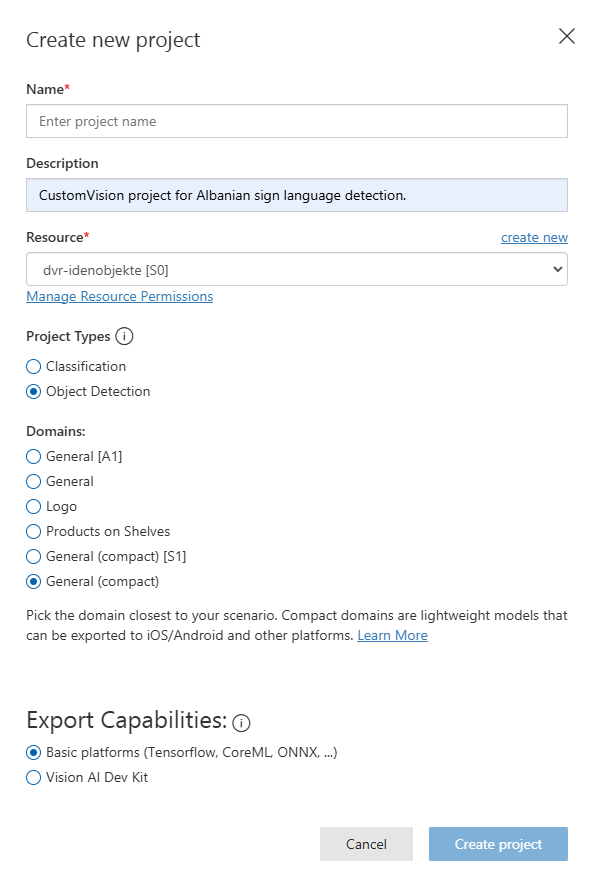 Create new project
Name*
Enter project name
Description
CustomVision project for Albanian sign language detection.
Resource* create new
dvr-idenobjekte [S0]
Manage Resource Permissions
Project Types i
Classification
Object Detection
Domains:
General [A1]
General
Logo
Products on Shelves
General (compact) [S1]
General (compact)
Pick the domain closest to your scenario. Compact domains are lightweight models that
can be exported to iOS/Android and other platforms. Learn More
Export Capabilities: i
Basic platforms (Tensorflow, CoreML, ONNX, ...)
Vision AI Dev Kit
Cancel Create project